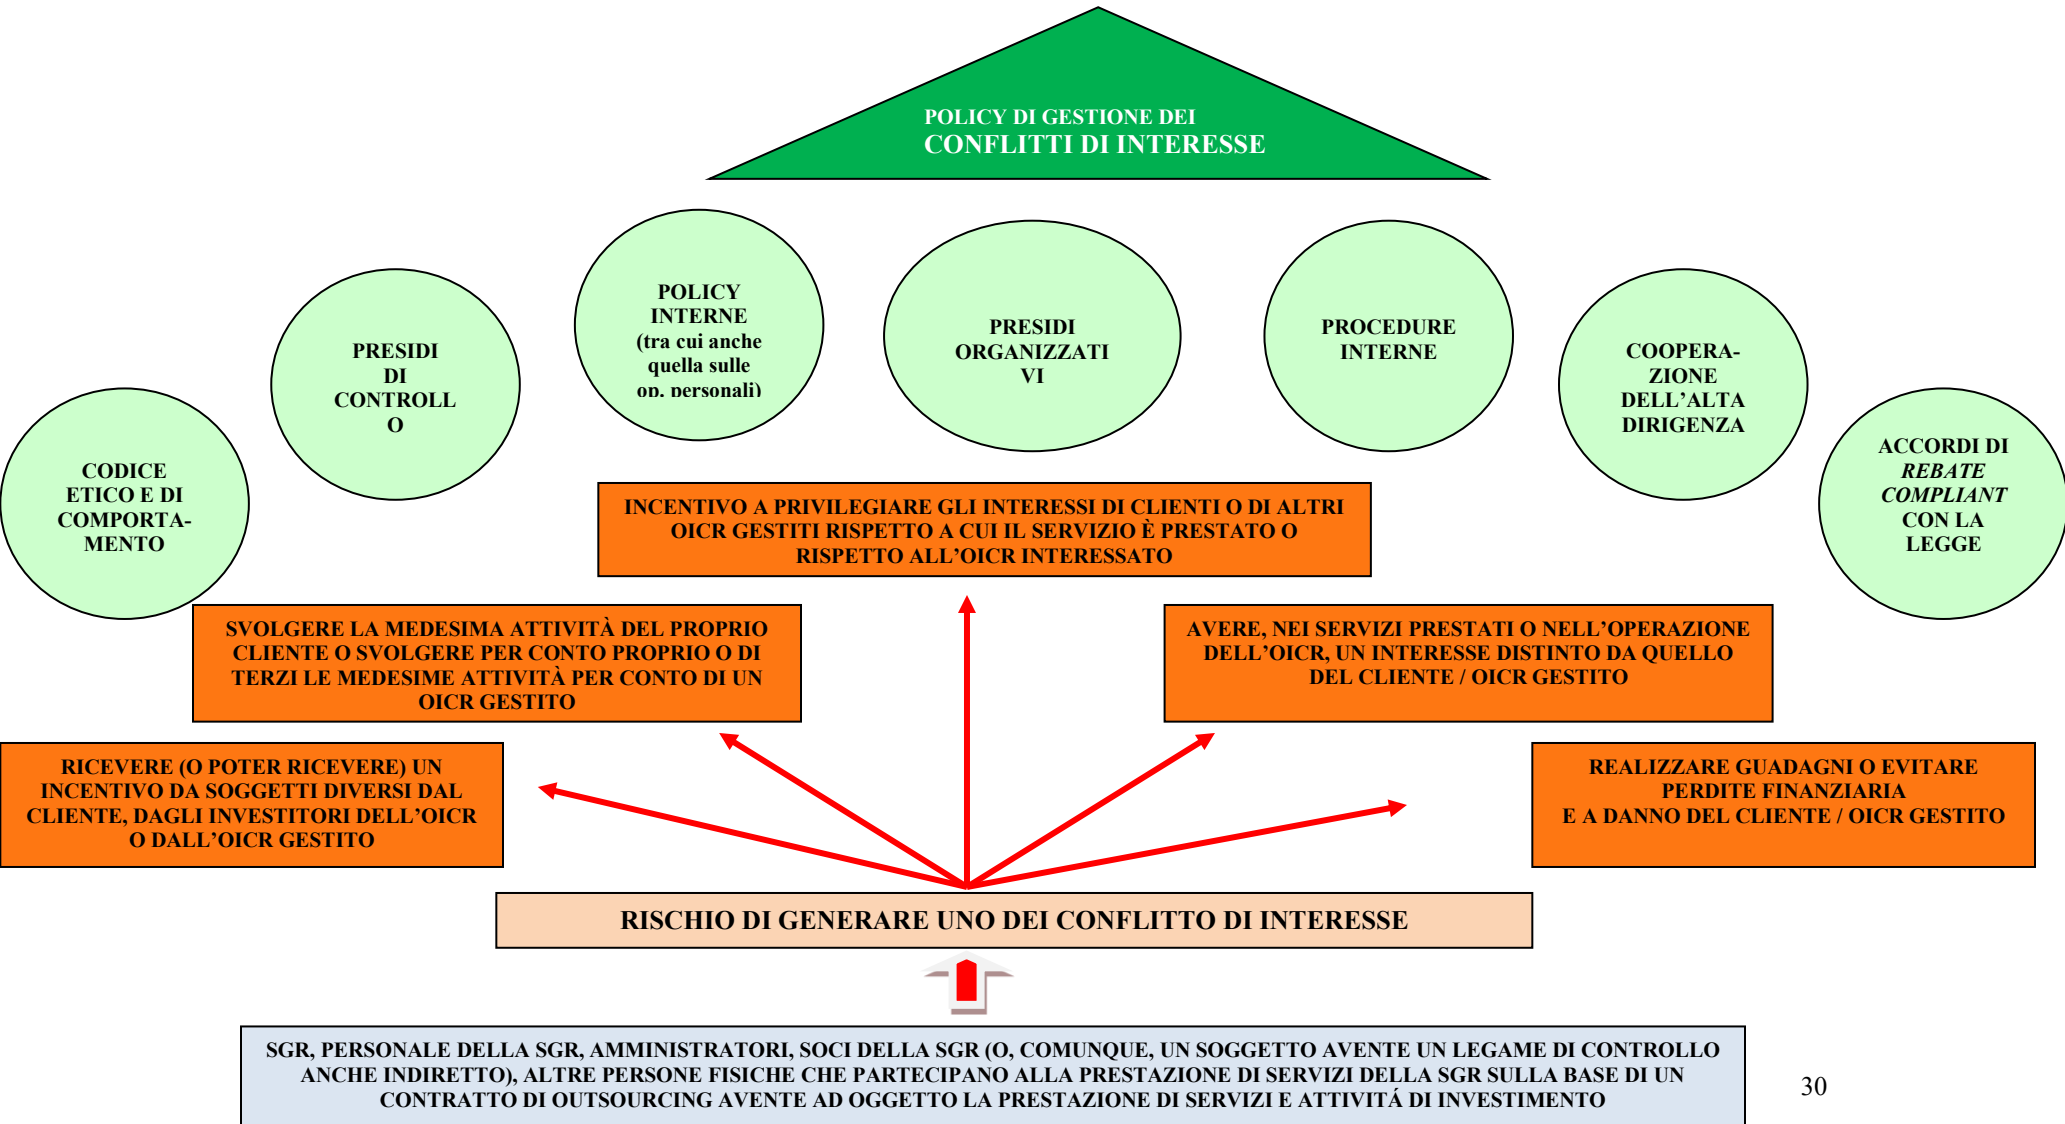 POLICY DI GESTIONE DEI
CONFLITTI DI INTERESSE
CODICE
ETICO E DI
COMPORTA-
MENTO
PRESIDI
DI
CONTROLL
O
POLICY
INTERNE
(tra cui anche
quella sulle
op. personali)
PRESIDI
ORGANIZZATI
VI
PROCEDURE
INTERNE
COOPERA-
ZIONE
DELL’ALTA
DIRIGENZA
ACCORDI DI
REBATE
COMPLIANT
CON LA
LEGGE
INCENTIVO A PRIVILEGIARE GLI INTERESSI DI CLIENTI O DI ALTRI
OICR GESTITI RISPETTO A CUI IL SERVIZIO È PRESTATO O
RISPETTO ALL’OICR INTERESSATO
SVOLGERE LA MEDESIMA ATTIVITÀ DEL PROPRIO
CLIENTE O SVOLGERE PER CONTO PROPRIO O DI
TERZI LE MEDESIME ATTIVITÀ PER CONTO DI UN
OICR GESTITO
AVERE, NEI SERVIZI PRESTATI O NELL’OPERAZIONE
DELL’OICR, UN INTERESSE DISTINTO DA QUELLO
DEL CLIENTE / OICR GESTITO
RICEVERE (O POTER RICEVERE) UN
INCENTIVO DA SOGGETTI DIVERSI DAL
CLIENTE, DAGLI INVESTITORI DELL’OICR
O DALL’OICR GESTITO
REALIZZARE GUADAGNI O EVITARE
PERDITE FINANZIARIA
E A DANNO DEL CLIENTE / OICR GESTITO
RISCHIO DI GENERARE UNO DEI CONFLITTO DI INTERESSE
SGR, PERSONALE DELLA SGR, AMMINISTRATORI, SOCI DELLA SGR (O, COMUNQUE, UN SOGGETTO AVENTE UN LEGAME DI CONTROLLO
ANCHE INDIRETTO), ALTRE PERSONE FISICHE CHE PARTECIPANO ALLA PRESTAZIONE DI SERVIZI DELLA SGR SULLA BASE DI UN
CONTRATTO DI OUTSOURCING AVENTE AD OGGETTO LA PRESTAZIONE DI SERVIZI E ATTIVITÁ DI INVESTIMENTO
30